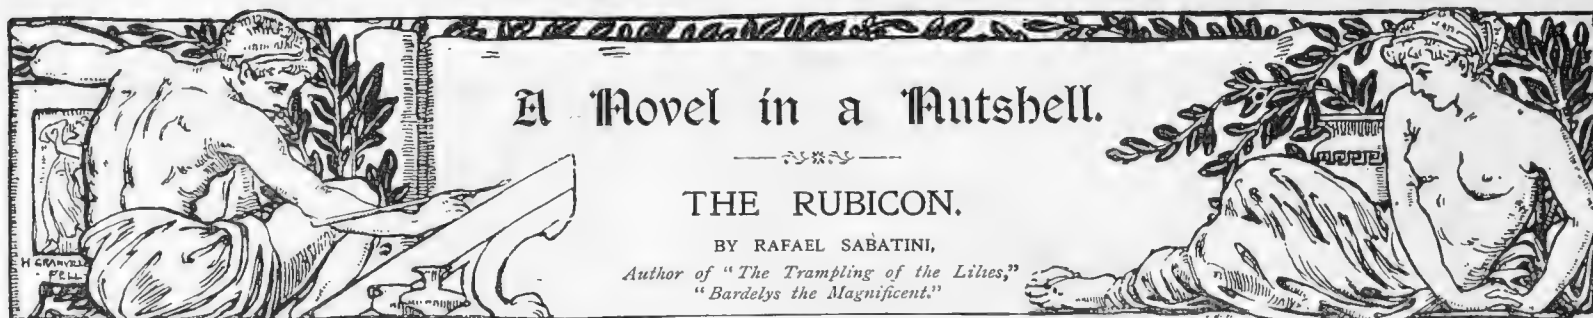 A Novel in a Nutshell.
THE RUBICON.
BY RAFAEL SABATINI,
Author of "The Trampling of the Lilies,"
"Bardelys the Magnificent."
H GRANVILLE
FELL